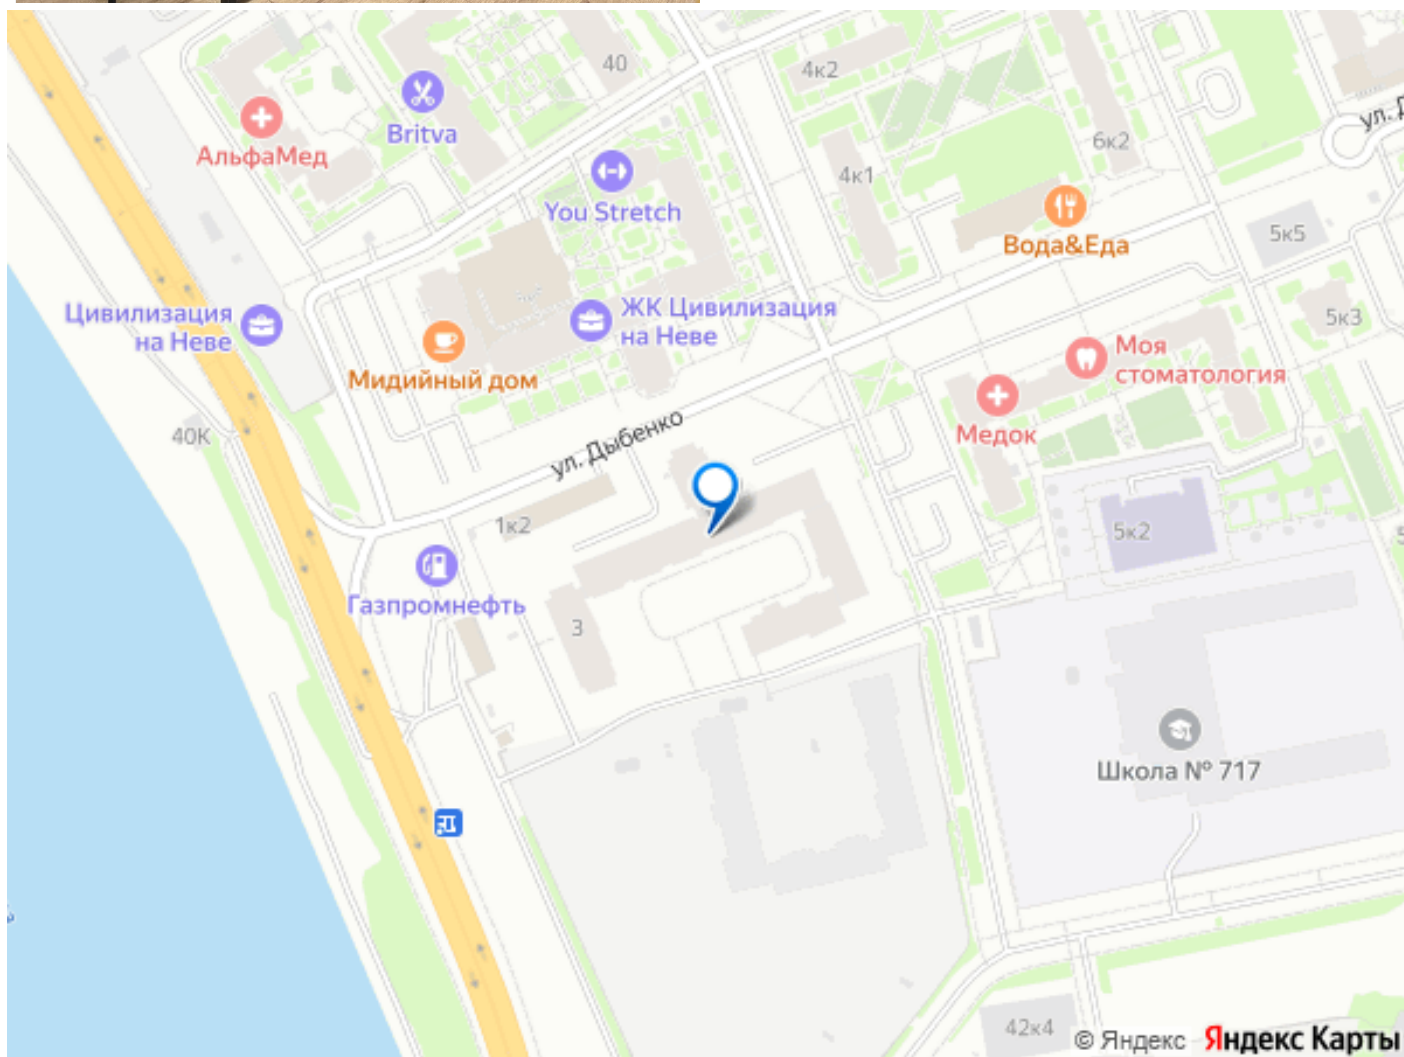 40
4к2
Britva
АльфаМед
You Stretch
4к1
6к2
Вода&Еда
5к5
5к3
Цивилизация
на Неве
ЖК Цивилизация
на Неве
Мидийный дом
Моя
стоматология
Медок
40К
ул. Дыбенко
1к2
5к2
Газпромнефть
3
Школа № 717
42к4
© Яндекс
Яндекс Карты